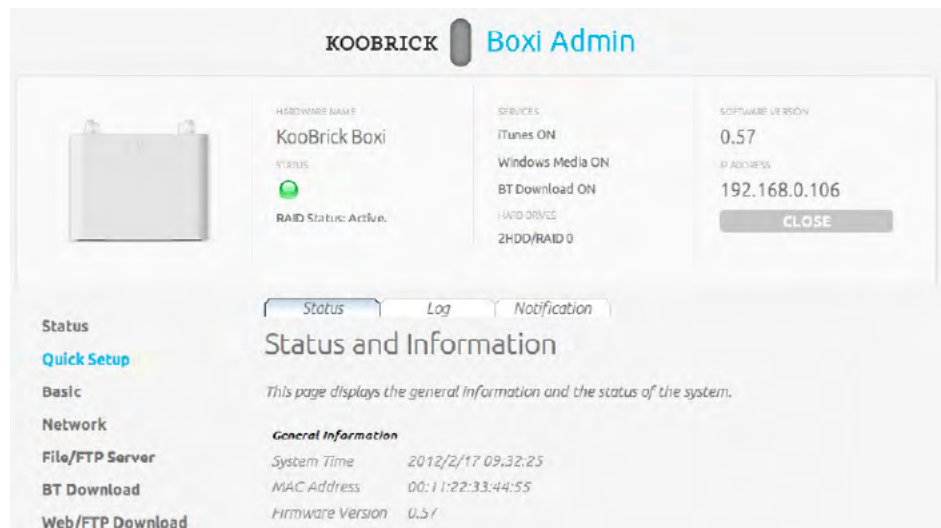 KOOBRICK Boxi Admin
HARDWARE NAME
KooBrick Boxi
STATUS
RAID Status: Active.
SERVICES
iTunes ON
Windows Media ON
BT Download ON
HARD DRIVES
2HDD/RAID 0
SOFTWARE VERSION
0.57
IP ADDRESS
192.168.0.106
CLOSE
Status
Quick Setup
Basic
Network
File/FTP Server
BT Download
Web/FTP Download
Status Log Notification
Status and Information
This page displays the general information and the status of the system.
General Information
System Time 2012/2/17 09:32:25
MAC Address 00:11:22:33:44:55
Firmware Version 0.57